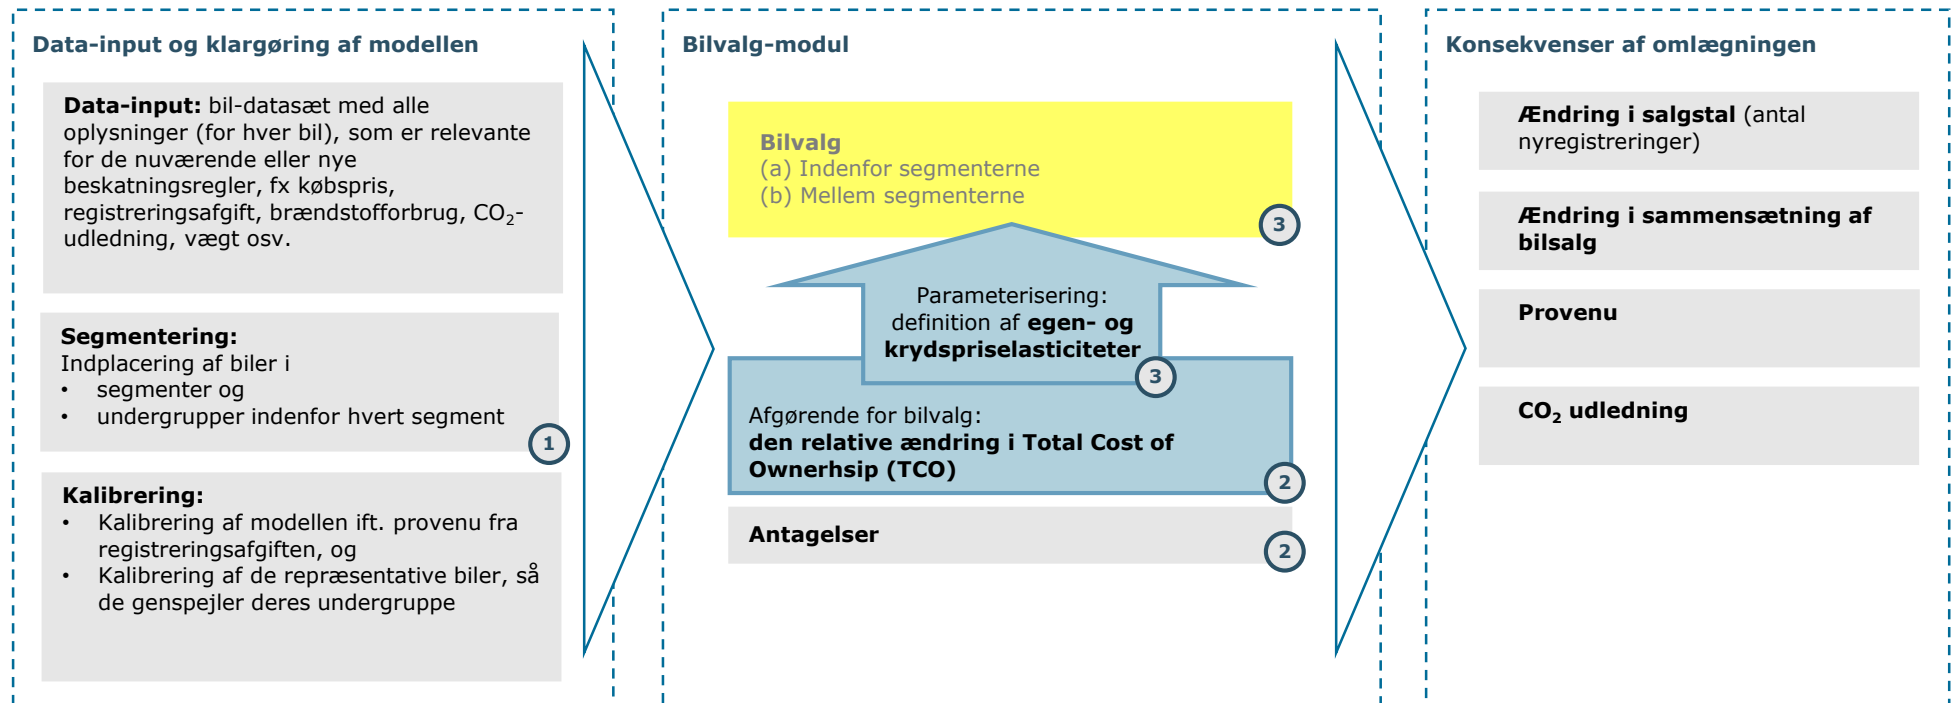 Data-input og klargøring af modellen
Data-input: bil-datasæt med alle
oplysninger (for hver bil), som er relevante
for de nuværende eller nye
beskatningsregler, fx købspris,
registreringsafgift, brændstofforbrug, CO2-
udledning, vægt osv.
Segmentering:
Indplacering af biler i
• segmenter og
• undergrupper indenfor hvert segment
1
Kalibrering:
• Kalibrering af modellen ift. provenu fra
registreringsafgiften, og
• Kalibrering af de repræsentative biler, så
de genspejler deres undergruppe
Bilvalg-modul
Bilvalg
(a) Indenfor segmenterne
(b) Mellem segmenterne
3
Parameterisering:
definition af egen- og
krydspriselasticiteter
3
Afgørende for bilvalg:
den relative ændring i Total Cost of
Ownerhsip (TCO)
2
Antagelser
2
Konsekvenser af omlægningen
Ændring i salgstal (antal
nyregistreringer)
Ændring i sammensætning af
bilsalg
Provenu
CO2 udledning